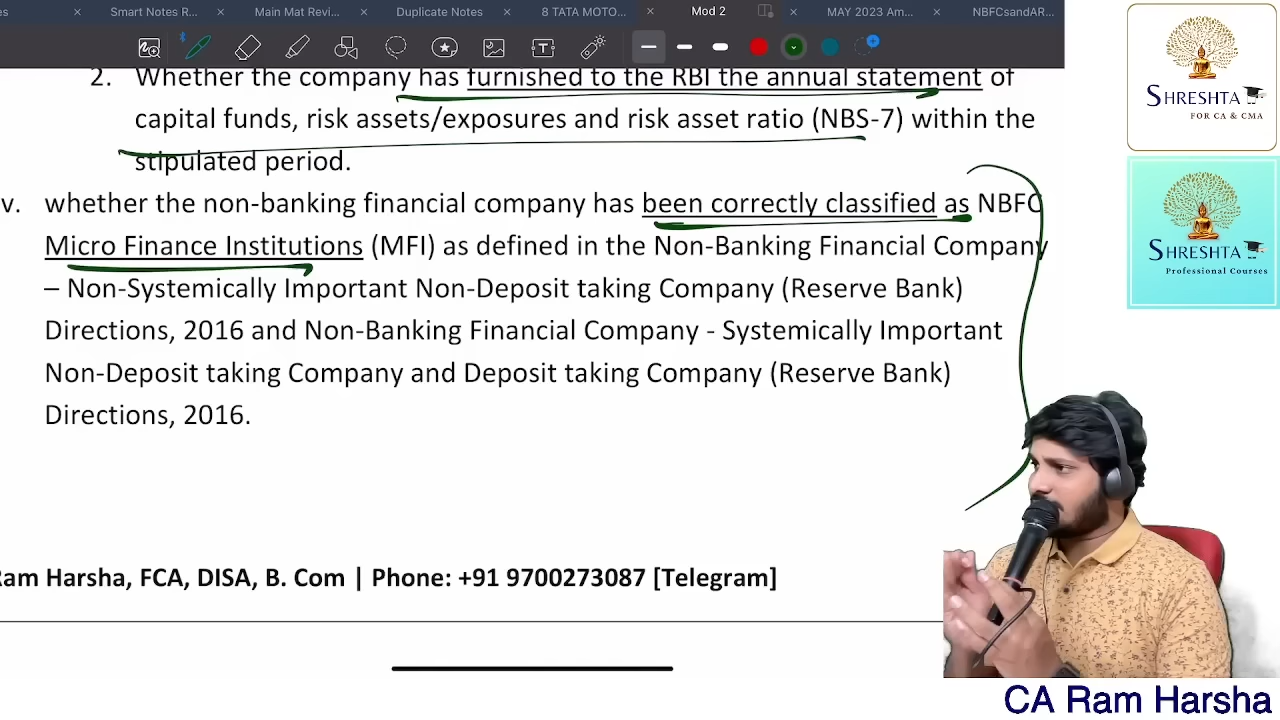 es
Smart Notes R...
Main Mat Revi...
Duplicate Notes
8 TATA MOTO...
Mod 2
MAY 2023 Am...
NBFCsandAR...
2. Whether the company has furnished to the RBI the annual statement of
capital funds, risk assets/exposures and risk asset ratio (NBS-7) within the
stipulated period.
v. whether the non-banking financial company has been correctly classified as NBFC
Micro Finance Institutions (MFI) as defined in the Non-Banking Financial Company
– Non-Systemically Important Non-Deposit taking Company (Reserve Bank)
Directions, 2016 and Non-Banking Financial Company - Systemically Important
Non-Deposit taking Company and Deposit taking Company (Reserve Bank)
Directions, 2016.
Ram Harsha, FCA, DISA, B. Com | Phone: +91 9700273087 [Telegram]
SHRESHTA
FOR CA & CMA
SHRESHTA
Professional Courses
CA Ram Harsha